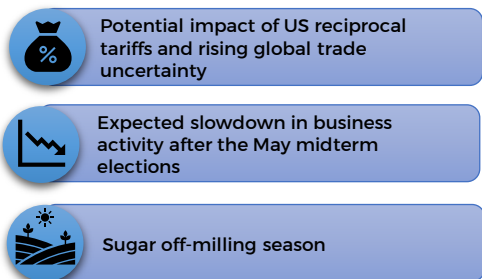 %
Potential impact of US reciprocal
tariffs and rising global trade
uncertainty
Expected slowdown in business
activity after the May midterm
elections
Sugar off-milling season